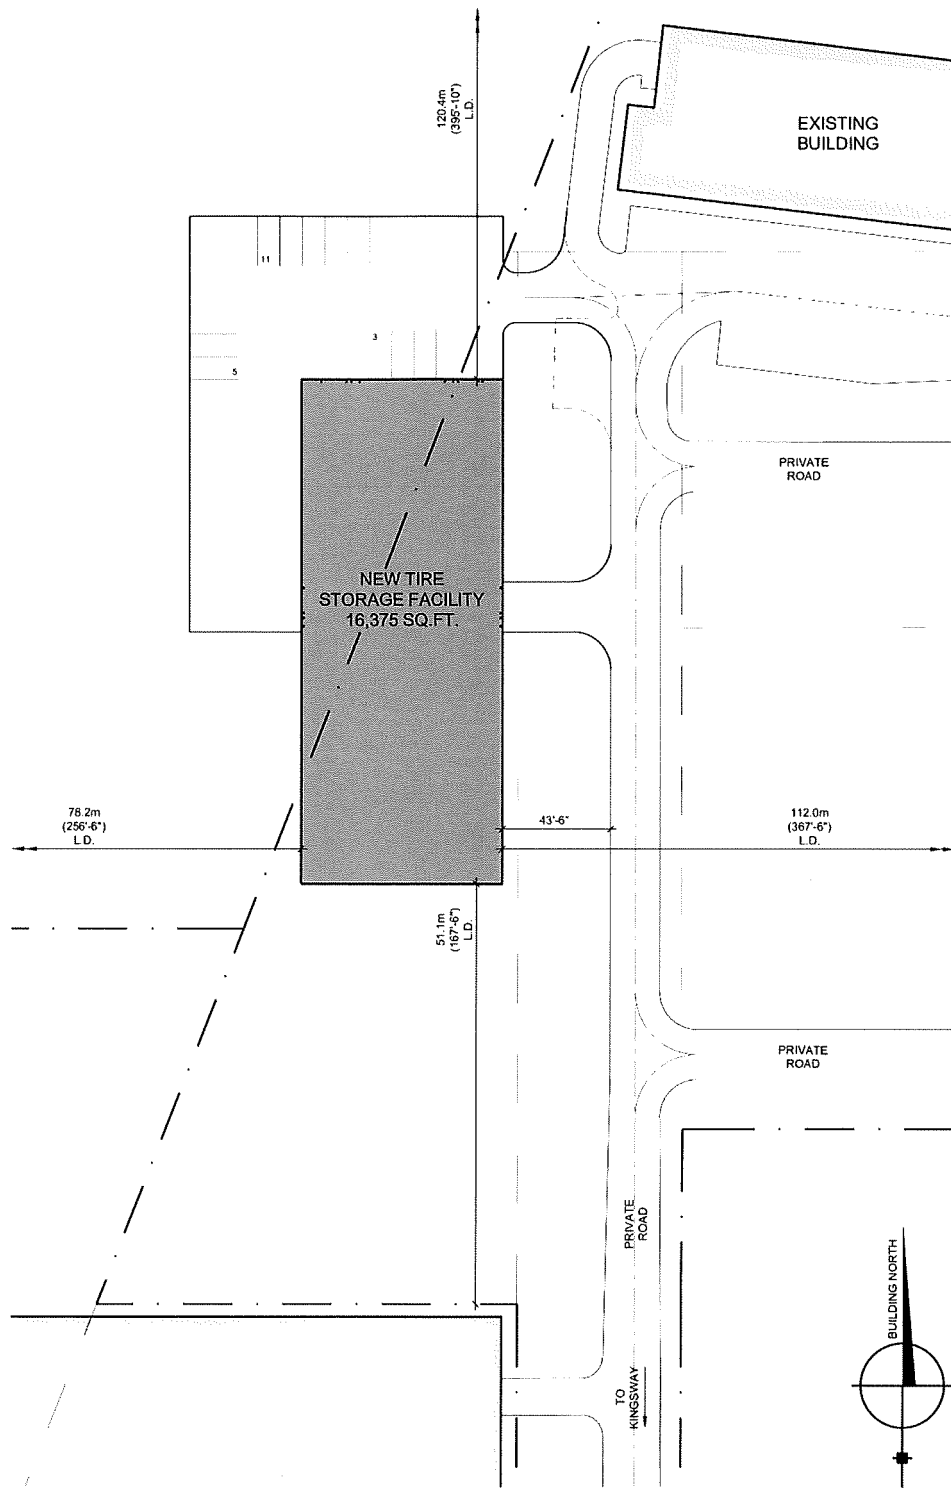 120.4m
(395'-10")
L.D.
EXISTING
BUILDING
11
3
5
PRIVATE
ROAD
NEW TIRE
STORAGE FACILITY
16,375 SQ.FT.
78.2m
(256'-6")
L.D.
43'-6"
112.0m
(367'-6")
L.D.
51.1m
(167'-6")
L.D.
PRIVATE
ROAD
PRIVATE
ROAD
BUILDING NORTH
TO
KINGSWAY